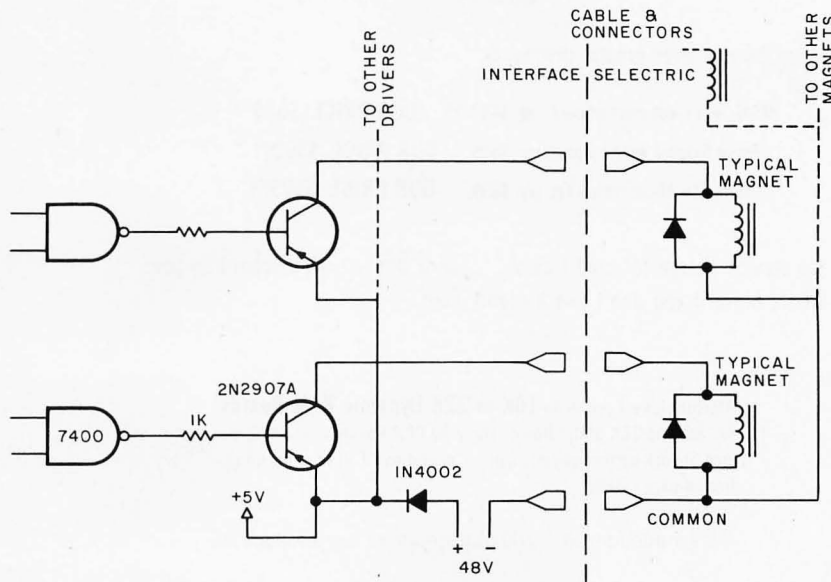 CABLE &
CONNECTORS
INTERFACE SELECTRIC
TO OTHER
DRIVERS
TO OTHER
MAGNETS
TYPICAL
MAGNET
TYPICAL
MAGNET
2N2907A
7400
1K
1N4002
+5V
+ -
48V
COMMON